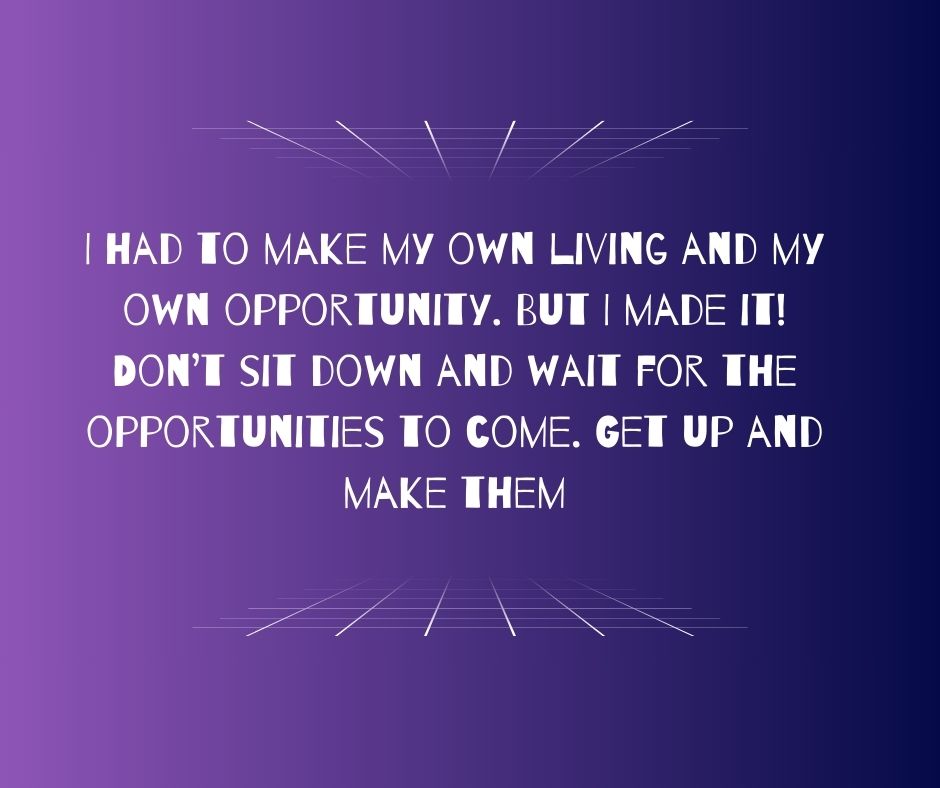 I HAD TO MAKE MY OWN LIVING AND MY
OWN OPPORTUNITY. BUT I MADE IT!
DON'T SIT DOWN AND WAIT FOR THE
OPPORTUNITIES TO COME. GET UP AND
MAKE THEM